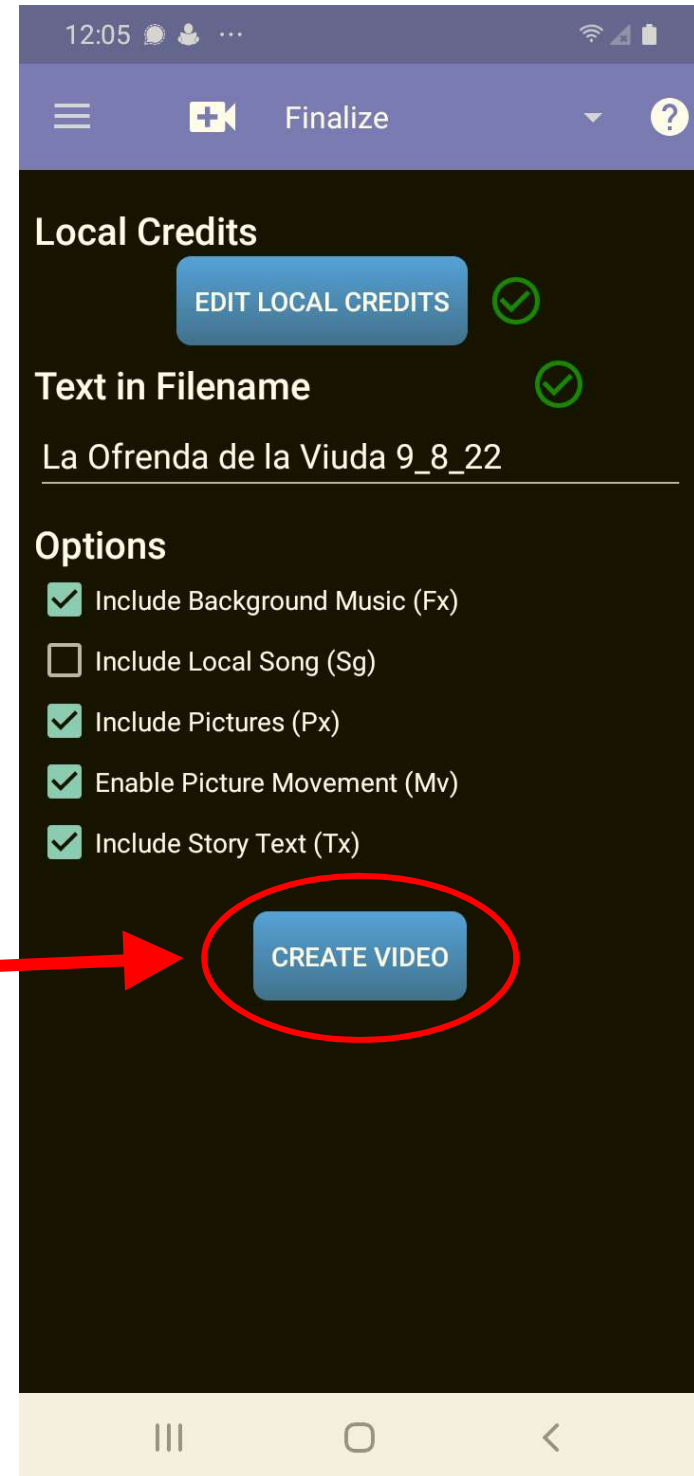 12:05
Finalize
Local Credits
EDIT LOCAL CREDITS
Text in Filename
La Ofrenda de la Viuda 9_8_22
Options
Include Background Music (Fx)
Include Local Song (Sg)
Include Pictures (Px)
Enable Picture Movement (Mv)
Include Story Text (Tx)
CREATE VIDEO